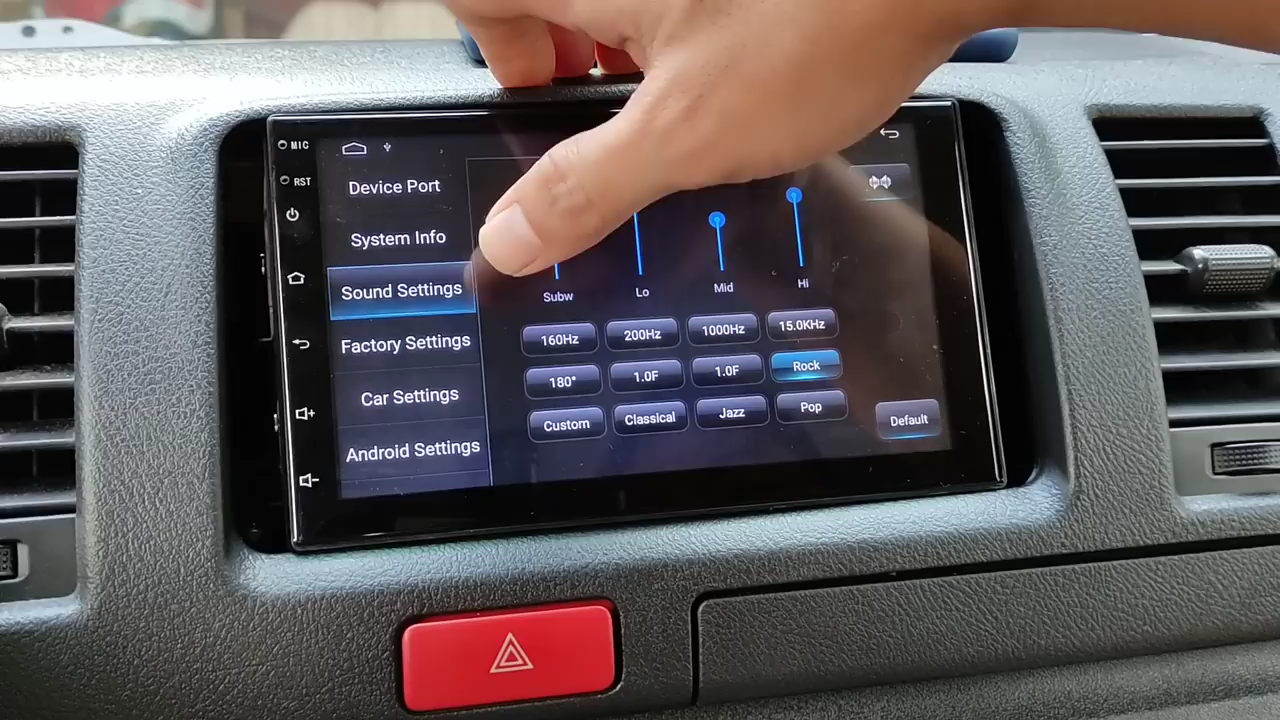 MIC
RST
Device Port
System Info
Sound Settings
Factory Settings
Car Settings
Android Settings
Subw Lo Mid Hi
160Hz 200Hz 1000Hz 15.0KHz
180° 1.0F 1.0F Rock
Custom Classical Jazz Pop
Default